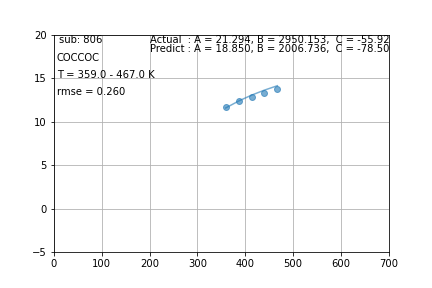 sub: 806
Actual : A = 21.294, B = 2950.153, C = -55.92
Predict : A = 18.850, B = 2006.736, C = -78.50
COCCOC
T = 359.0 - 467.0 K
rmse = 0.260
20
15
10
5
0
−5
0 100 200 300 400 500 600 700